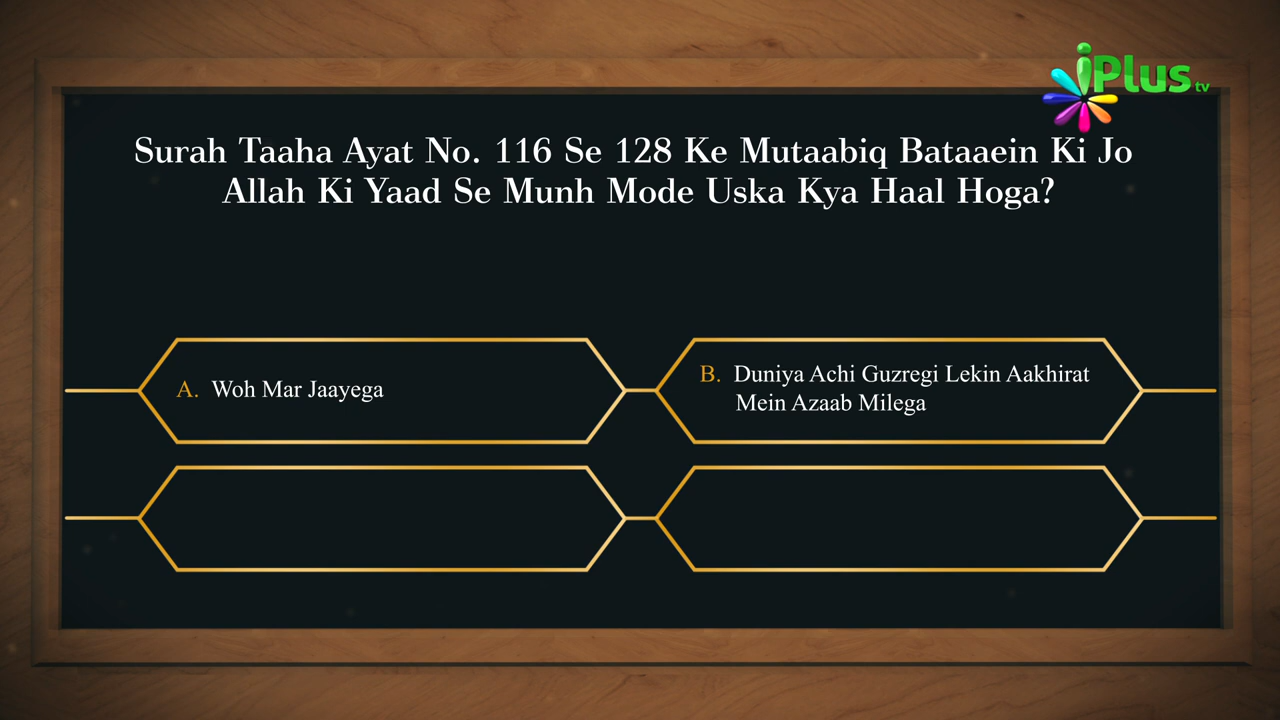 iPlus tv
Surah Taaha Ayat No. 116 Se 128 Ke Mutaabiq Bataaein Ki Jo
Allah Ki Yaad Se Munh Mode Uska Kya Haal Hoga?
A. Woh Mar Jaayega
B. Duniya Achi Guzregi Lekin Aakhirat
Mein Azaab Milega